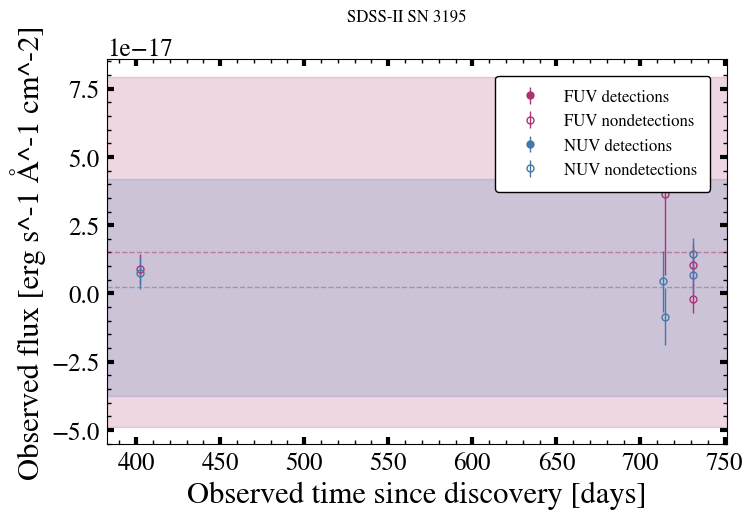 SDSS-II SN 3195
1e−17
Observed flux [erg s^-1 Å^-1 cm^-2]
7.5
5.0
2.5
0.0
−2.5
−5.0
FUV detections
FUV nondetections
NUV detections
NUV nondetections
400 450 500 550 600 650 700 750
Observed time since discovery [days]